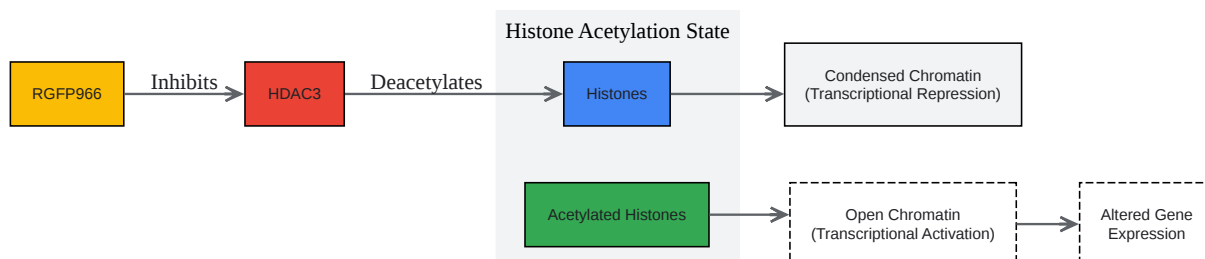 Histone Acetylation State
RGFP966
Inhibits
HDAC3
Deacetylates
Histones
Condensed Chromatin
(Transcriptional Repression)
Acetylated Histones
Open Chromatin
(Transcriptional Activation)
Altered Gene
Expression